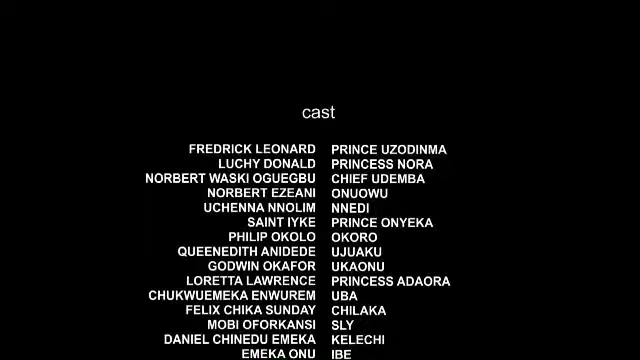 cast
FREDRICK LEONARD PRINCE UZODINMA
LUCHY DONALD PRINCESS NORA
NORBERT WASKI OGUEGBU CHIEF UDEMBA
NORBERT EZEANI ONUOWU
UCHENNA NNOLIM NNEDI
SAINT IYKE PRINCE ONYEKA
PHILIP OKOLO OKORO
QUEENEDITH ANIDEDE UJUAKU
GODWIN OKAFOR UKAONU
LORETTA LAWRENCE PRINCESS ADAORA
CHUKWUEMEKA ENWUREM UBA
FELIX CHIKA SUNDAY CHILAKA
MOBI OFORKANSI SLY
DANIEL CHINEDU EMEKA KELECHI
EMEKA ONU IBE